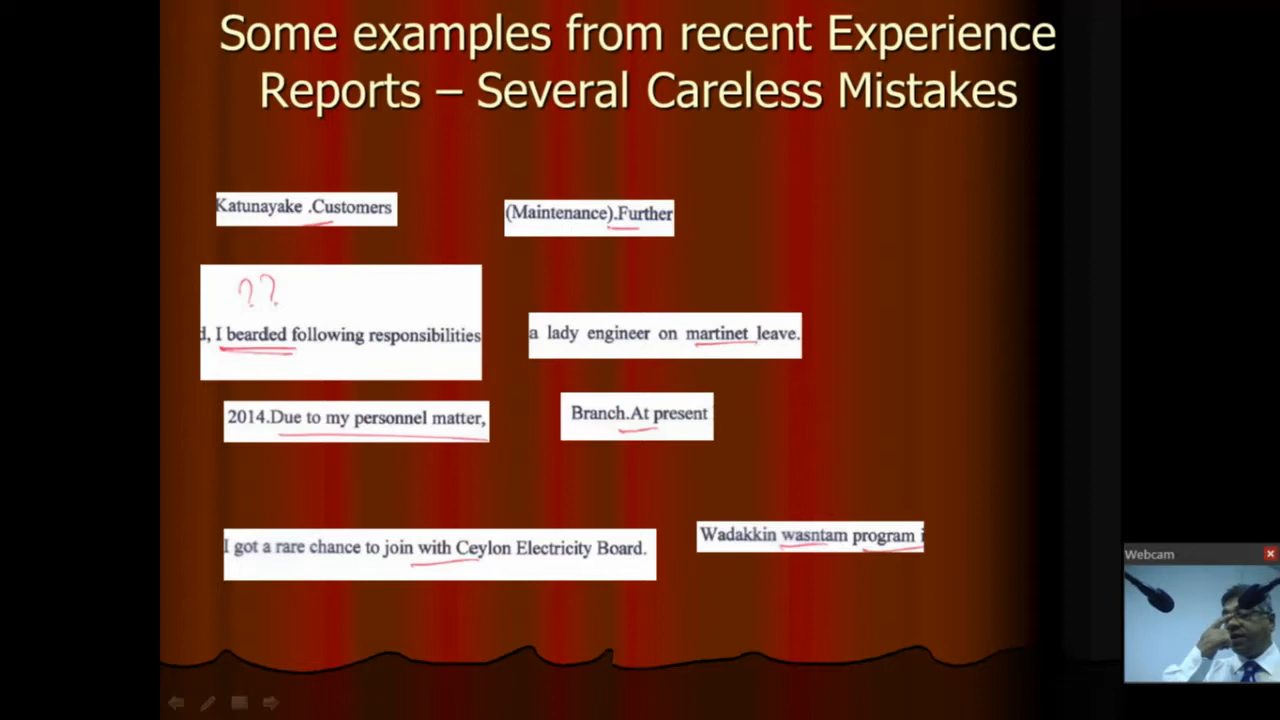 Some examples from recent Experience
Reports – Several Careless Mistakes
Katunayake .Customers
(Maintenance).Further
??
d, I bearded following responsibilities
a lady engineer on martinet leave.
2014.Due to my personnel matter,
Branch.At present
I got a rare chance to join with Ceylon Electricity Board.
Wadakkin wasntam program i
Webcam